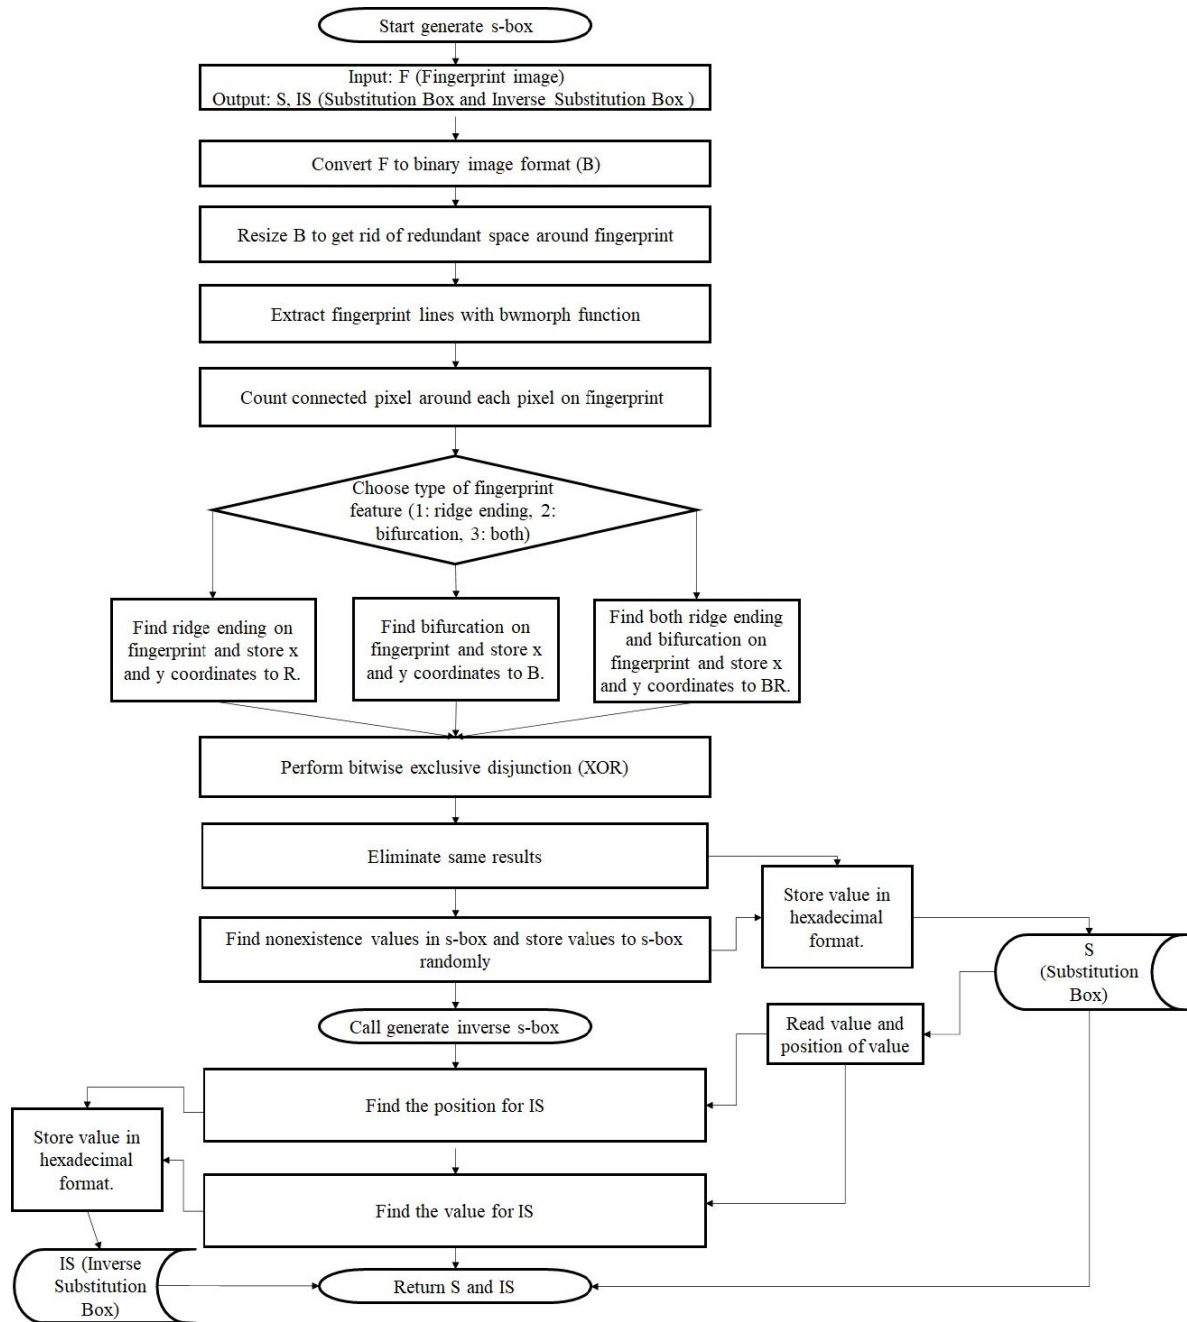 Start generate s-box
Input: F (Fingerprint image)
Output: S, IS (Substitution Box and Inverse Substitution Box )
Convert F to binary image format (B)
Resize B to get rid of redundant space around fingerprint
Extract fingerprint lines with bwmorph function
Count connected pixel around each pixel on fingerprint
Choose type of fingerprint
feature (1: ridge ending, 2:
bifurcation, 3: both)
Find ridge ending on
fingerprint and store x
and y coordinates to R.
Find bifurcation on
fingerprint and store x
and y coordinates to B.
Find both ridge ending
and bifurcation on
fingerprint and store x
and y coordinates to BR.
Perform bitwise exclusive disjunction (XOR)
Eliminate same results
Store value in
hexadecimal
format.
Find nonexistence values in s-box and store values to s-box
randomly
S
(Substitution
Box)
Call generate inverse s-box
Read value and
position of value
Find the position for IS
Store value in
hexadecimal
format.
Find the value for IS
IS (Inverse
Substitution
Box)
Return S and IS